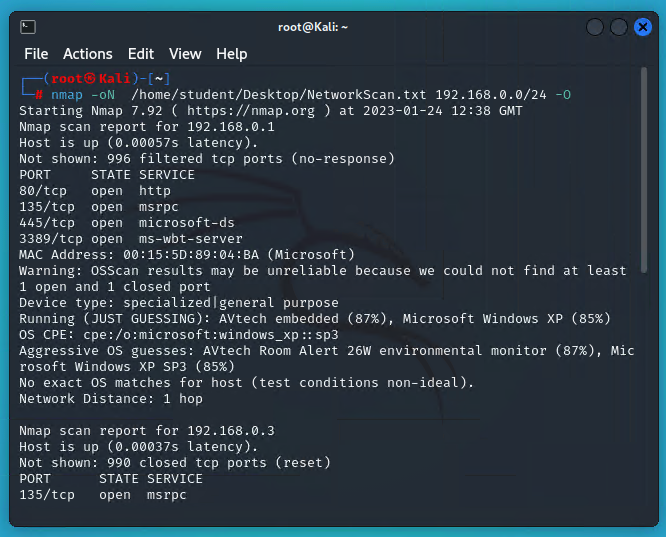 root@Kali: ~
File Actions Edit View Help
┌──(root㉿Kali)-[~]
└─# nmap -oN  /home/student/Desktop/NetworkScan.txt 192.168.0.0/24 -O
Starting Nmap 7.92 ( https://nmap.org ) at 2023-01-24 12:38 GMT
Nmap scan report for 192.168.0.1
Host is up (0.00057s latency).
Not shown: 996 filtered tcp ports (no-response)
PORT     STATE SERVICE
80/tcp   open  http
135/tcp  open  msrpc
445/tcp  open  microsoft-ds
3389/tcp open  ms-wbt-server
MAC Address: 00:15:5D:89:04:BA (Microsoft)
Warning: OSScan results may be unreliable because we could not find at least
1 open and 1 closed port
Device type: specialized|general purpose
Running (JUST GUESSING): AVtech embedded (87%), Microsoft Windows XP (85%)
OS CPE: cpe:/o:microsoft:windows_xp::sp3
Aggressive OS guesses: AVtech Room Alert 26W environmental monitor (87%), Mic
rosoft Windows XP SP3 (85%)
No exact OS matches for host (test conditions non-ideal).
Network Distance: 1 hop

Nmap scan report for 192.168.0.3
Host is up (0.00037s latency).
Not shown: 990 closed tcp ports (reset)
PORT      STATE SERVICE
135/tcp   open  msrpc